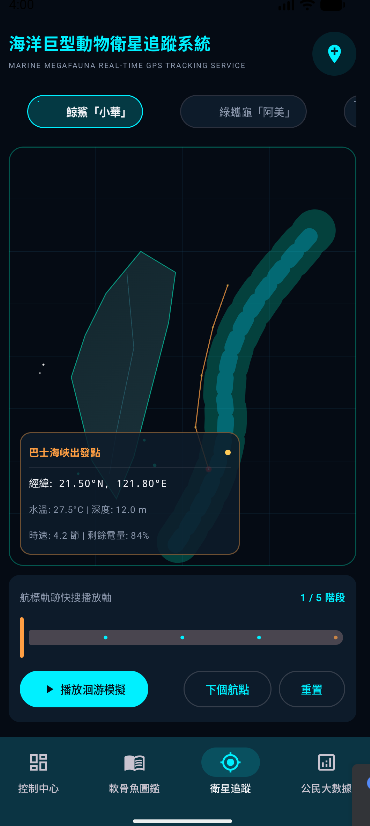 4:00
海洋巨型動物衛星追蹤系統
MARINE MEGAFAUNA REAL-TIME GPS TRACKING SERVICE
鯨鯊「小華」
綠蠵龜「阿美」
巴士海峽出發點
經緯: 21.50°N, 121.80°E
水溫: 27.5°C | 深度: 12.0 m
時速: 4.2 節 | 剩餘電量: 84%
航標軌跡快搜播放軸
1 / 5 階段
播放洄游模擬
下個航點
重置
控制中心
軟骨魚圖鑑
衛星追蹤
公民大數據